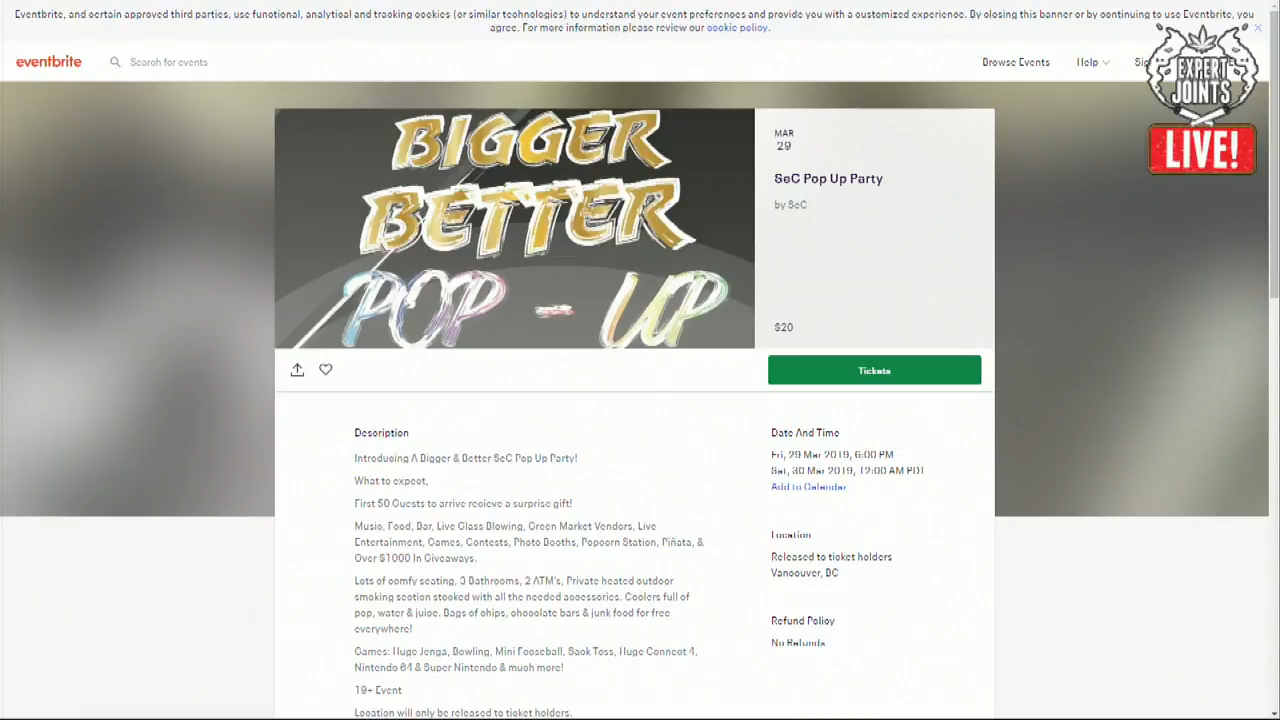 Eventbrite, and certain approved third parties, use functional, analytical and tracking cookies (or similar technologies) to understand your event preferences and provide you with a customized experience. By closing this banner or by continuing to use Eventbrite, you
agree. For more information please review our cookie policy.
eventbrite
Search for events
Browse Events
Help
EXPERT
JOINTS
LIVE!
BIGGER
BETTER
POP - UP
MAR
29
SeC Pop Up Party
by SeC
$20
Tickets
Description
Introducing A Bigger & Better SeC Pop Up Party!
What to expect,
First 50 Guests to arrive recieve a surprise gift!
Music, Food, Bar, Live Glass Blowing, Green Market Vendors, Live
Entertainment, Games, Contests, Photo Booths, Popcorn Station, Piñata, &
Over $1000 In Giveaways.
Lots of comfy seating, 3 Bathrooms, 2 ATM's, Private heated outdoor
smoking section stocked with all the needed accessories. Coolers full of
pop, water & juice. Bags of chips, chocolate bars & junk food for free
everywhere!
Games: Huge Jenga, Bowling, Mini Fooseball, Sack Toss, Huge Connect 4,
Nintendo 64 & Super Nintendo & much more!
19+ Event
Location will only be released to ticket holders.
Date And Time
Fri, 29 Mar 2019, 6:00 PM –
Sat, 30 Mar 2019, 12:00 AM PDT
Add to Calendar
Location
Released to ticket holders
Vancouver, BC
Refund Policy
No Refunds